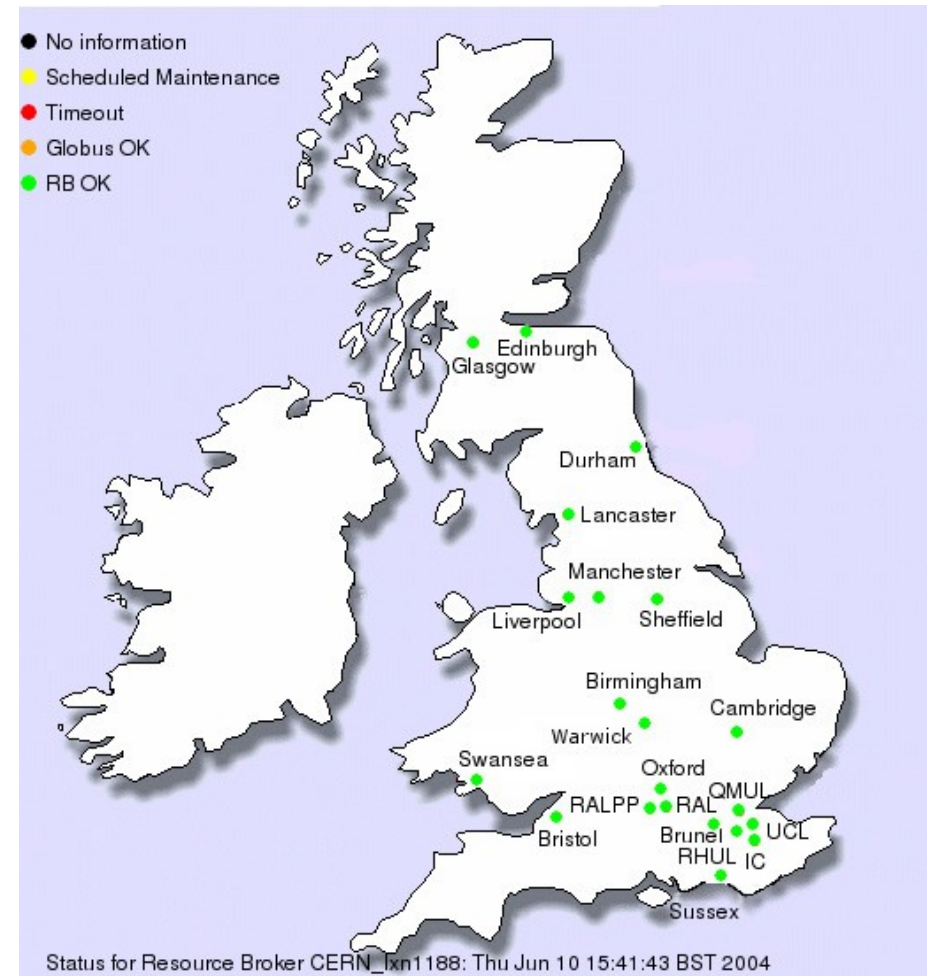 No information
Scheduled Maintenance
Timeout
Globus OK
RB OK
Edinburgh
Glasgow
Durham
Lancaster
Manchester
Liverpool
Sheffield
Birmingham
Cambridge
Warwick
Swansea
Oxford
QMUL
RALPP
RAL
Bristol
Brunel
UCL
RHUL
IC
Sussex
Status for Resource Broker CERN_lxn1188: Thu Jun 10 15:41:43 BST 2004